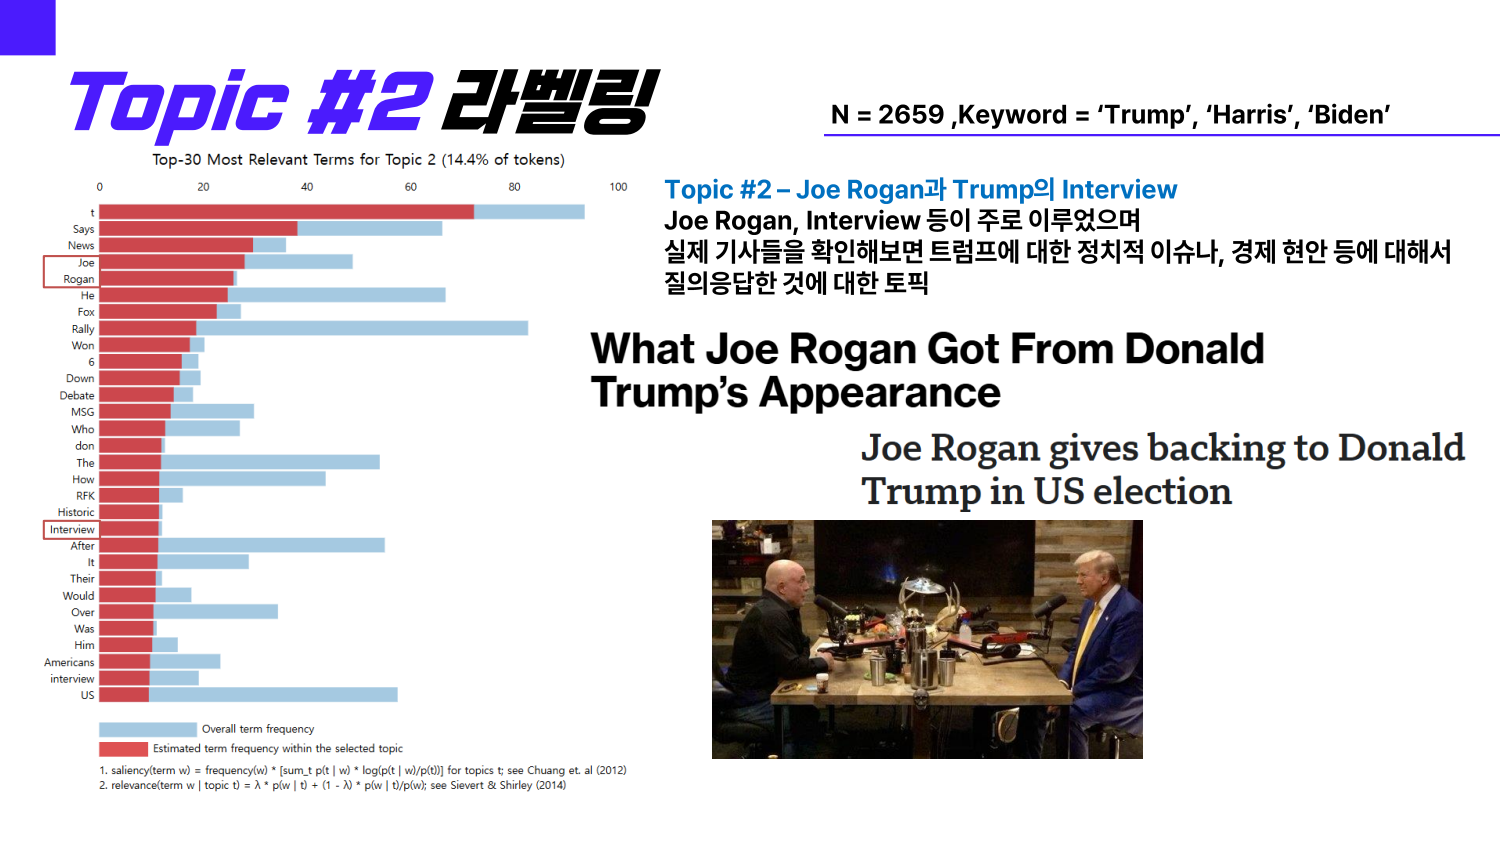 Topic #2 라벨링
N = 2659 ,Keyword = ‘Trump’, ‘Harris’, ‘Biden’
Top-30 Most Relevant Terms for Topic 2 (14.4% of tokens)
0 20 40 60 80 100
t
Says
News
Joe
Rogan
He
Fox
Rally
Won
6
Down
Debate
MSG
Who
don
The
How
RFK
Historic
Interview
After
It
Their
Would
Over
Was
Him
Americans
interview
US
Overall term frequency
Estimated term frequency within the selected topic
1. saliency(term w) = frequency(w) * [sum_t p(t | w) * log(p(t | w)/p(t))] for topics t; see Chuang et. al (2012)
2. relevance(term w | topic t) = λ * p(w | t) + (1 - λ) * p(w | t)/p(w); see Sievert & Shirley (2014)
Topic #2 – Joe Rogan과 Trump의 Interview
Joe Rogan, Interview 등이 주로 이루었으며
실제 기사들을 확인해보면 트럼프에 대한 정치적 이슈나, 경제 현안 등에 대해서
질의응답한 것에 대한 토픽
What Joe Rogan Got From Donald
Trump’s Appearance
Joe Rogan gives backing to Donald
Trump in US election